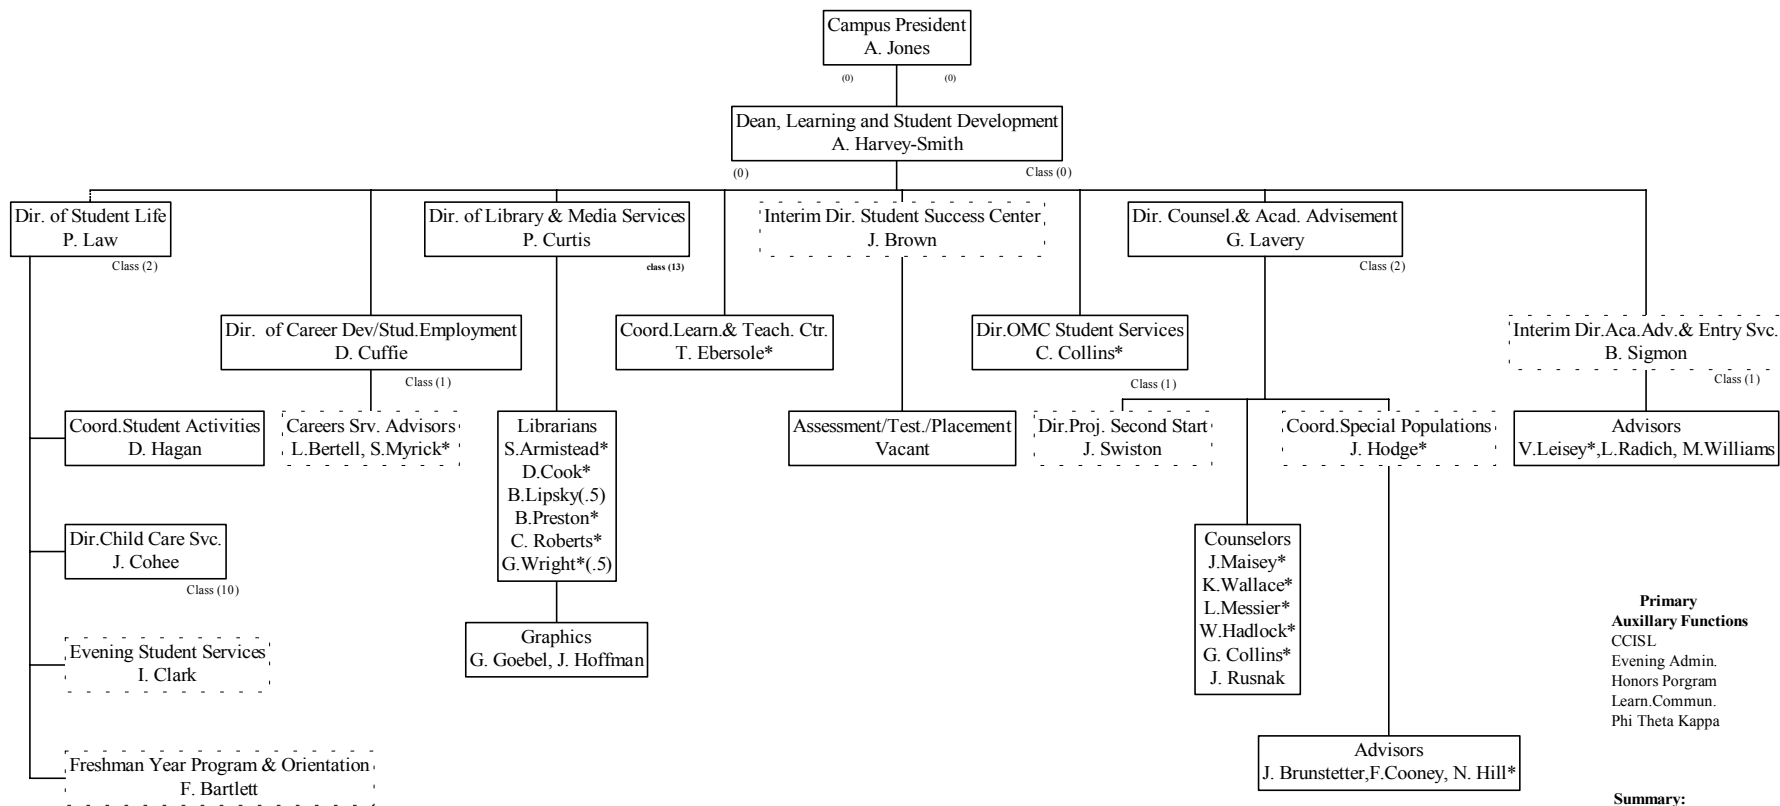 Campus President
A. Jones
(0) (0)
Dean, Learning and Student Development
A. Harvey-Smith
(0) Class (0)
Dir. of Student Life
P. Law
Class (2)
Dir. of Library & Media Services
P. Curtis
class (13)
Interim Dir. Student Success Center
J. Brown
Dir. Counsel.& Acad. Advisement
G. Lavery
Class (2)
Dir. of Career Dev/Stud.Employment
D. Cuffie
Class (1)
Coord.Learn.& Teach. Ctr.
T. Ebersole*
Dir.OMC Student Services
C. Collins*
Class (1)
Interim Dir.Aca.Adv.& Entry Svc.
B. Sigmon
Class (1)
Coord.Student Activities
D. Hagan
Careers Srv. Advisors
L.Bertell, S.Myrick*
Librarians
S.Armistead*
D.Cook*
B.Lipsky(.5)
B.Preston*
C. Roberts*
G.Wright*(.5)
Assessment/Test./Placement
Vacant
Dir.Proj. Second Start
J. Swiston
Coord.Special Populations
J. Hodge*
Advisors
V.Leisey*,L.Radich, M.Williams
Dir.Child Care Svc.
J. Cohee
Class (10)
Counselors
J.Maisey*
K.Wallace*
L.Messier*
W.Hadlock*
G. Collins*
J. Rusnak
Graphics
G. Goebel, J. Hoffman
Evening Student Services
I. Clark
Primary
Auxillary Functions
CCISL
Evening Admin.
Honors Porgram
Learn.Commun.
Phi Theta Kappa
Freshman Year Program & Orientation
F. Bartlett
Advisors
J. Brunstetter,F.Cooney, N. Hill*
Summary: